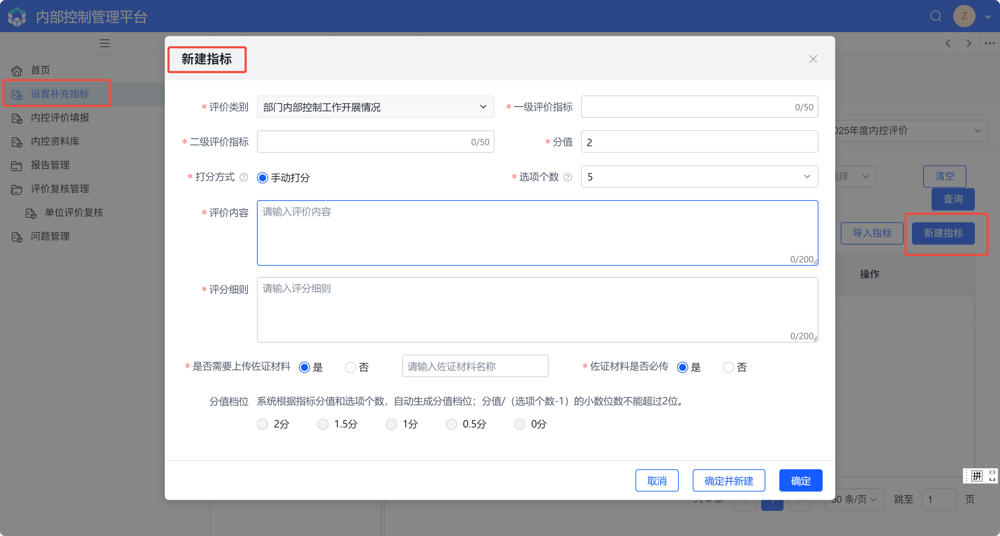 内部控制管理平台
Z
首页
设置补充指标
内控评价填报
内控资料库
报告管理
评价复核管理
单位评价复核
问题管理
新建指标
* 评价类别 部门内部控制工作开展情况
* 一级评价指标 0/50
* 二级评价指标 0/50
* 分值 2
* 打分方式 ? 手动打分
* 选项个数 ? 5
* 评价内容 请输入评价内容
0/200
* 评分细则 请输入评分细则
0/200
* 是否需要上传佐证材料 是 否 请输入佐证材料名称
* 佐证材料是否必传 是 否
分值档位 系统根据指标分值和选项个数，自动生成分值档位；分值/（选项个数-1）的小数位数不能超过2位。
2分 1.5分 1分 0.5分 0分
取消 确定并新建 确定
025年度内控评价
选择
清空
查询
导入指标 新建指标
操作
拼
50 条/页 跳至 1 页